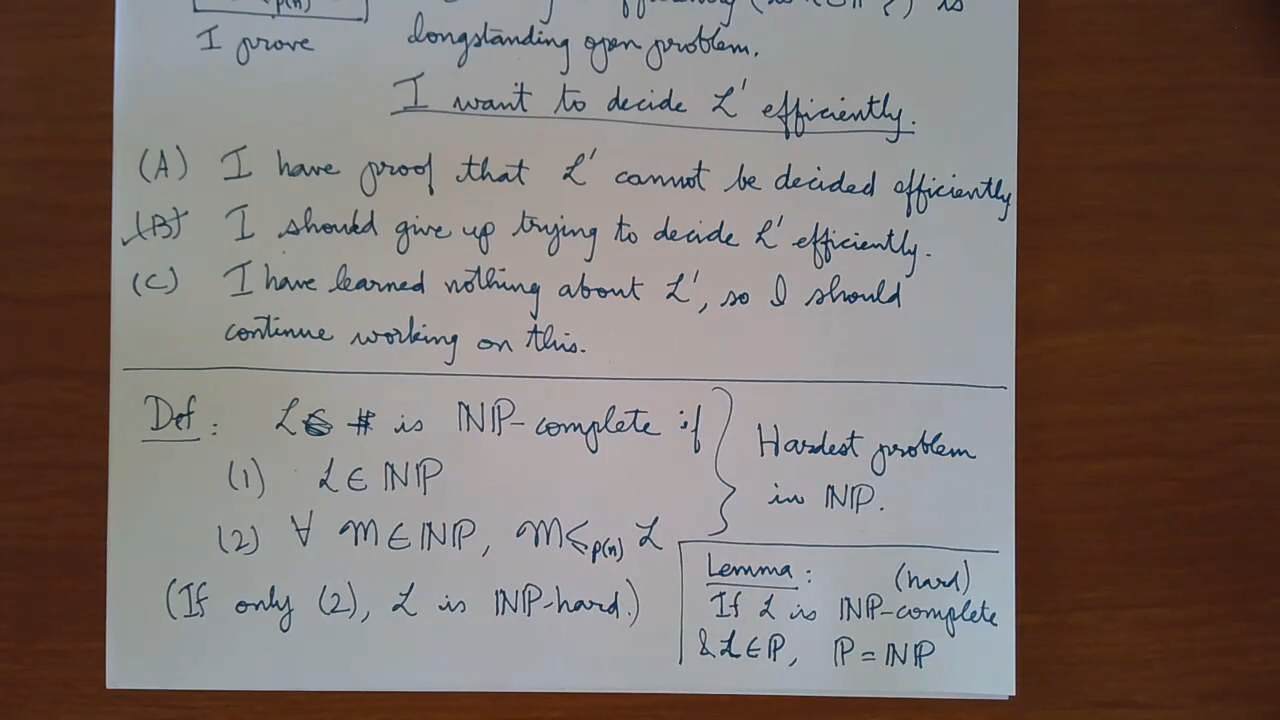 ≤p(n)
I prove
longstanding open problem.
I want to decide L' efficiently.
(A) I have proof that L' cannot be decided efficiently
(B) I should give up trying to decide L' efficiently.
(C) I have learned nothing about L', so I should
continue working on this.
Def: L is NP-complete if
(1) L ∈ NP
(2) ∀ M ∈ NP, M ≤p(n) L
(If only (2), L is NP-hard.)
Hardest problem
in NP.
Lemma: (hard)
If L is NP-complete
& L ∈ P, P = NP